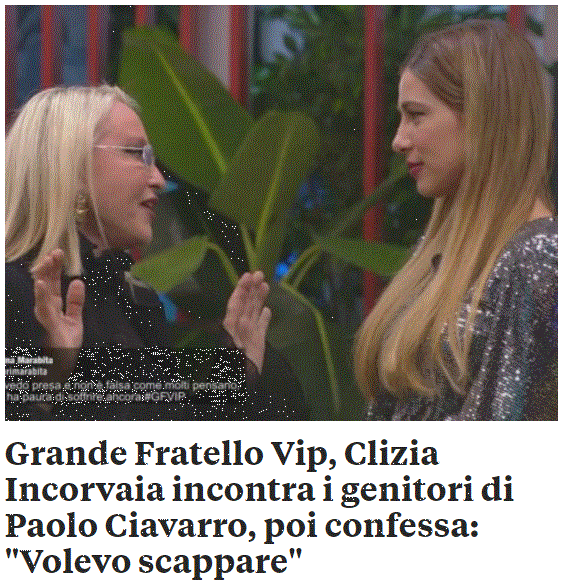 vedo presa e non è falsa come molti pensano.
ha paura di soffrire ancora #GFVIP
Grande Fratello Vip, Clizia
Incorvaia incontra i genitori di
Paolo Ciavarro, poi confessa:
"Volevo scappare"